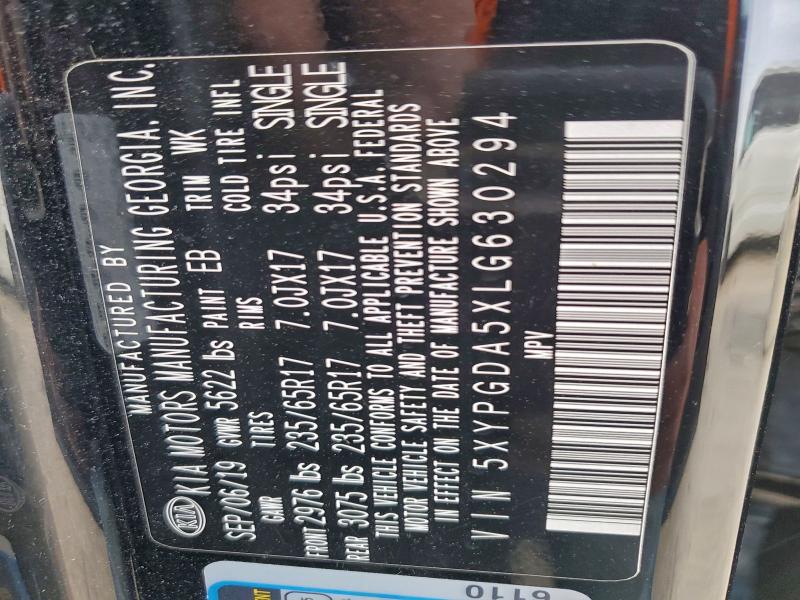 MANUFACTURED BY
KIA KIA MOTORS MANUFACTURING GEORGIA, INC.
SEP/06/19 GVWR 5622 lbs PAINT EB TRIM WK
GAWR TIRES RIMS COLD TIRE INFL
FRONT 2976 lbs 235/65R17 7.0JX17 34psi SINGLE
REAR 3075 lbs 235/65R17 7.0JX17 34psi SINGLE
THIS VEHICLE CONFORMS TO ALL APPLICABLE U.S.A. FEDERAL
MOTOR VEHICLE SAFETY AND THEFT PREVENTION STANDARDS
IN EFFECT ON THE DATE OF MANUFACTURE SHOWN ABOVE
VIN 5XYPGDA5XLG630294
MPV
6110